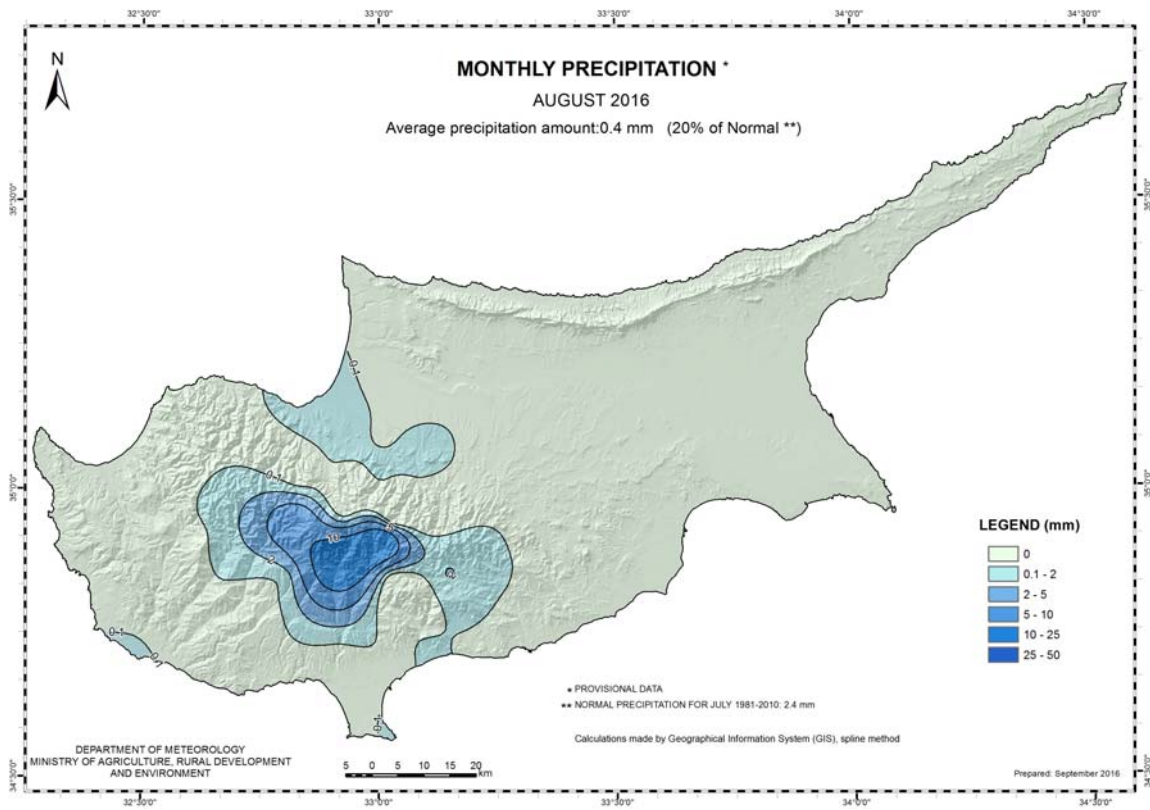 32°30'0"
33°0'0"
33°30'0"
34°0'0"
34°30'0"
N
MONTHLY PRECIPITATION *
AUGUST 2016
Average precipitation amount:0.4 mm (20% of Normal **)
35°30'0"
35°30'0"
0.1
0.1
35°0'0"
35°0'0"
10
2
0.1
0.1
0.1
LEGEND (mm)
0
0.1 - 2
2 - 5
5 - 10
10 - 25
25 - 50
* PROVISIONAL DATA
** NORMAL PRECIPITATION FOR JULY 1981-2010: 2.4 mm
Calculations made by Geographical Information System (GIS), spline method
DEPARTMENT OF METEOROLOGY
MINISTRY OF AGRICULTURE, RURAL DEVELOPMENT
AND ENVIRONMENT
5 0 5 10 15 20
km
Prepared: September 2016
34°30'0"
34°30'0"
32°30'0"
33°0'0"
33°30'0"
34°0'0"
34°30'0"